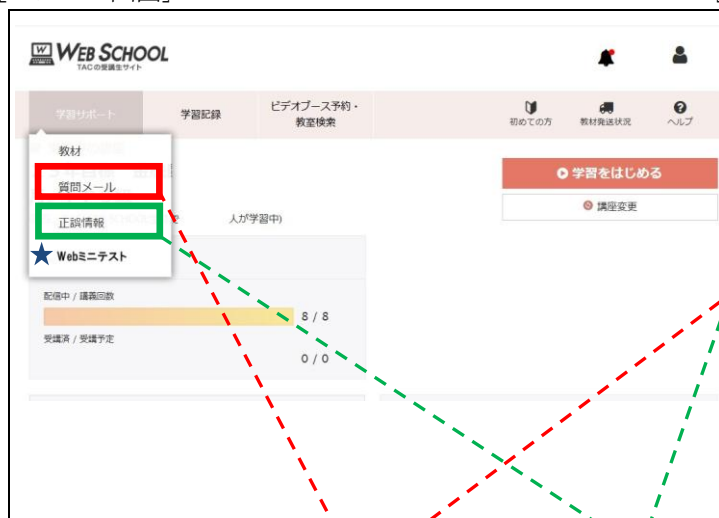 WEB SCHOOL
TACの受講生サイト
学習サポート
学習記録
ビデオブース予約・
教室検索
初めての方
教材発送状況
ヘルプ
教材
質問メール
正誤情報
Webミニテスト
学習をはじめる
講座変更
人が学習中)
配信中 / 講義回数
8 / 8
受講済 / 受講予定
0 / 0